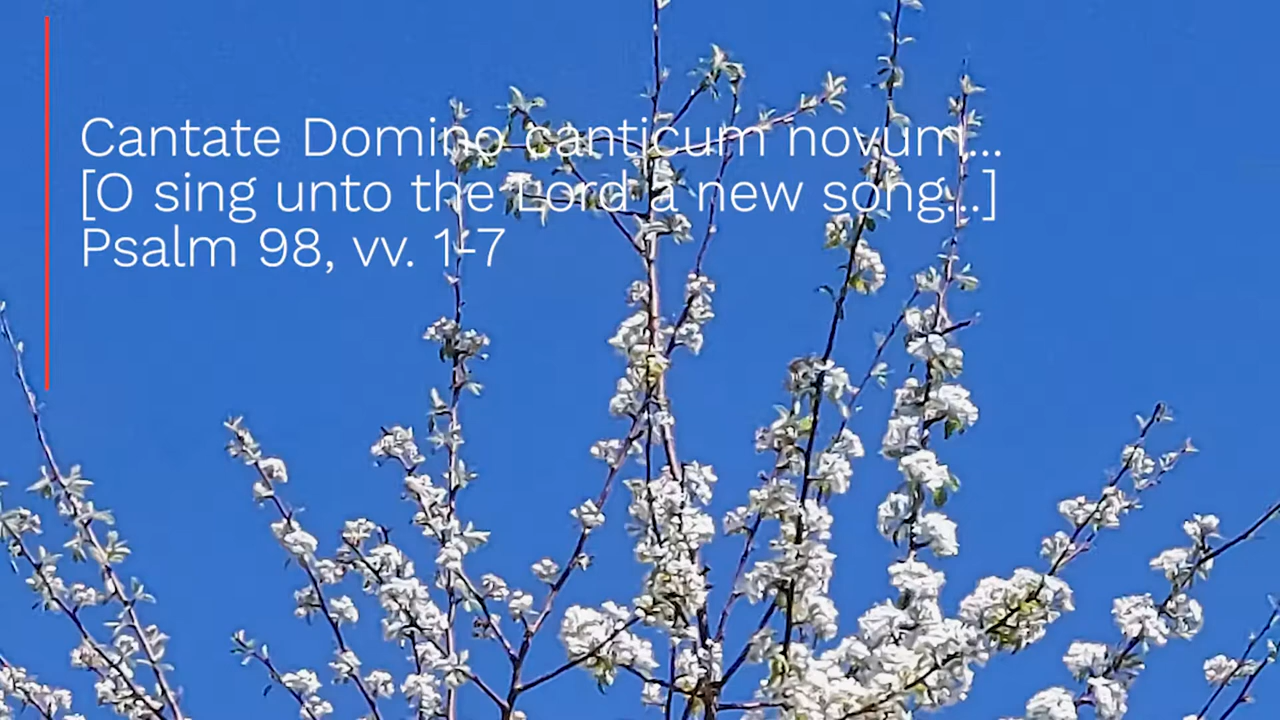 Cantate Domino canticum novum...
[O sing unto the Lord a new song...]
Psalm 98, vv. 1-7